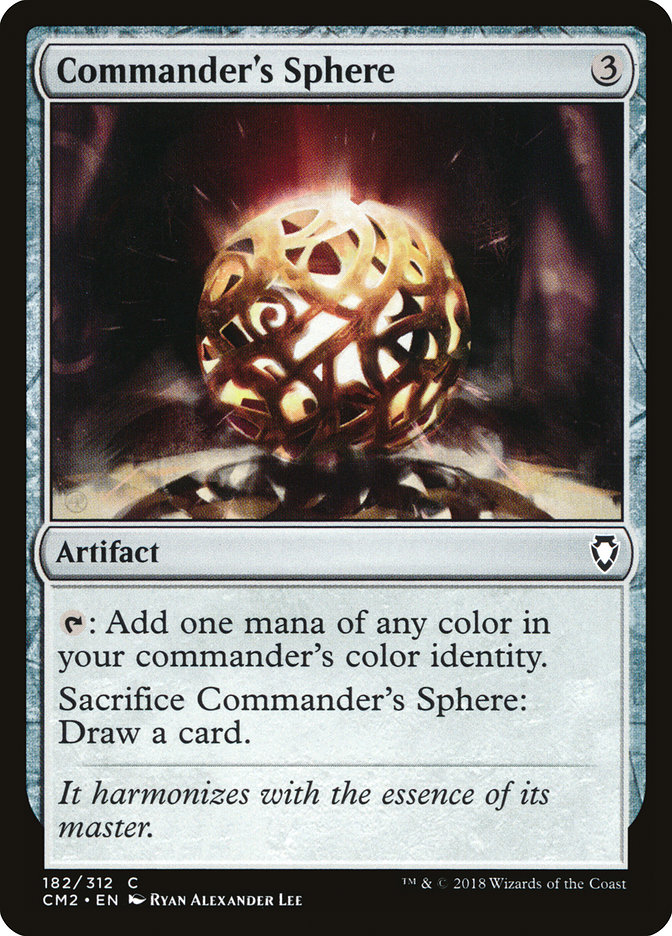 Commander's Sphere
3
Artifact
: Add one mana of any color in
your commander's color identity.
Sacrifice Commander's Sphere:
Draw a card.
It harmonizes with the essence of its
master.
182/312 C
CM2 • EN Ryan Alexander Lee
™ & © 2018 Wizards of the Coast